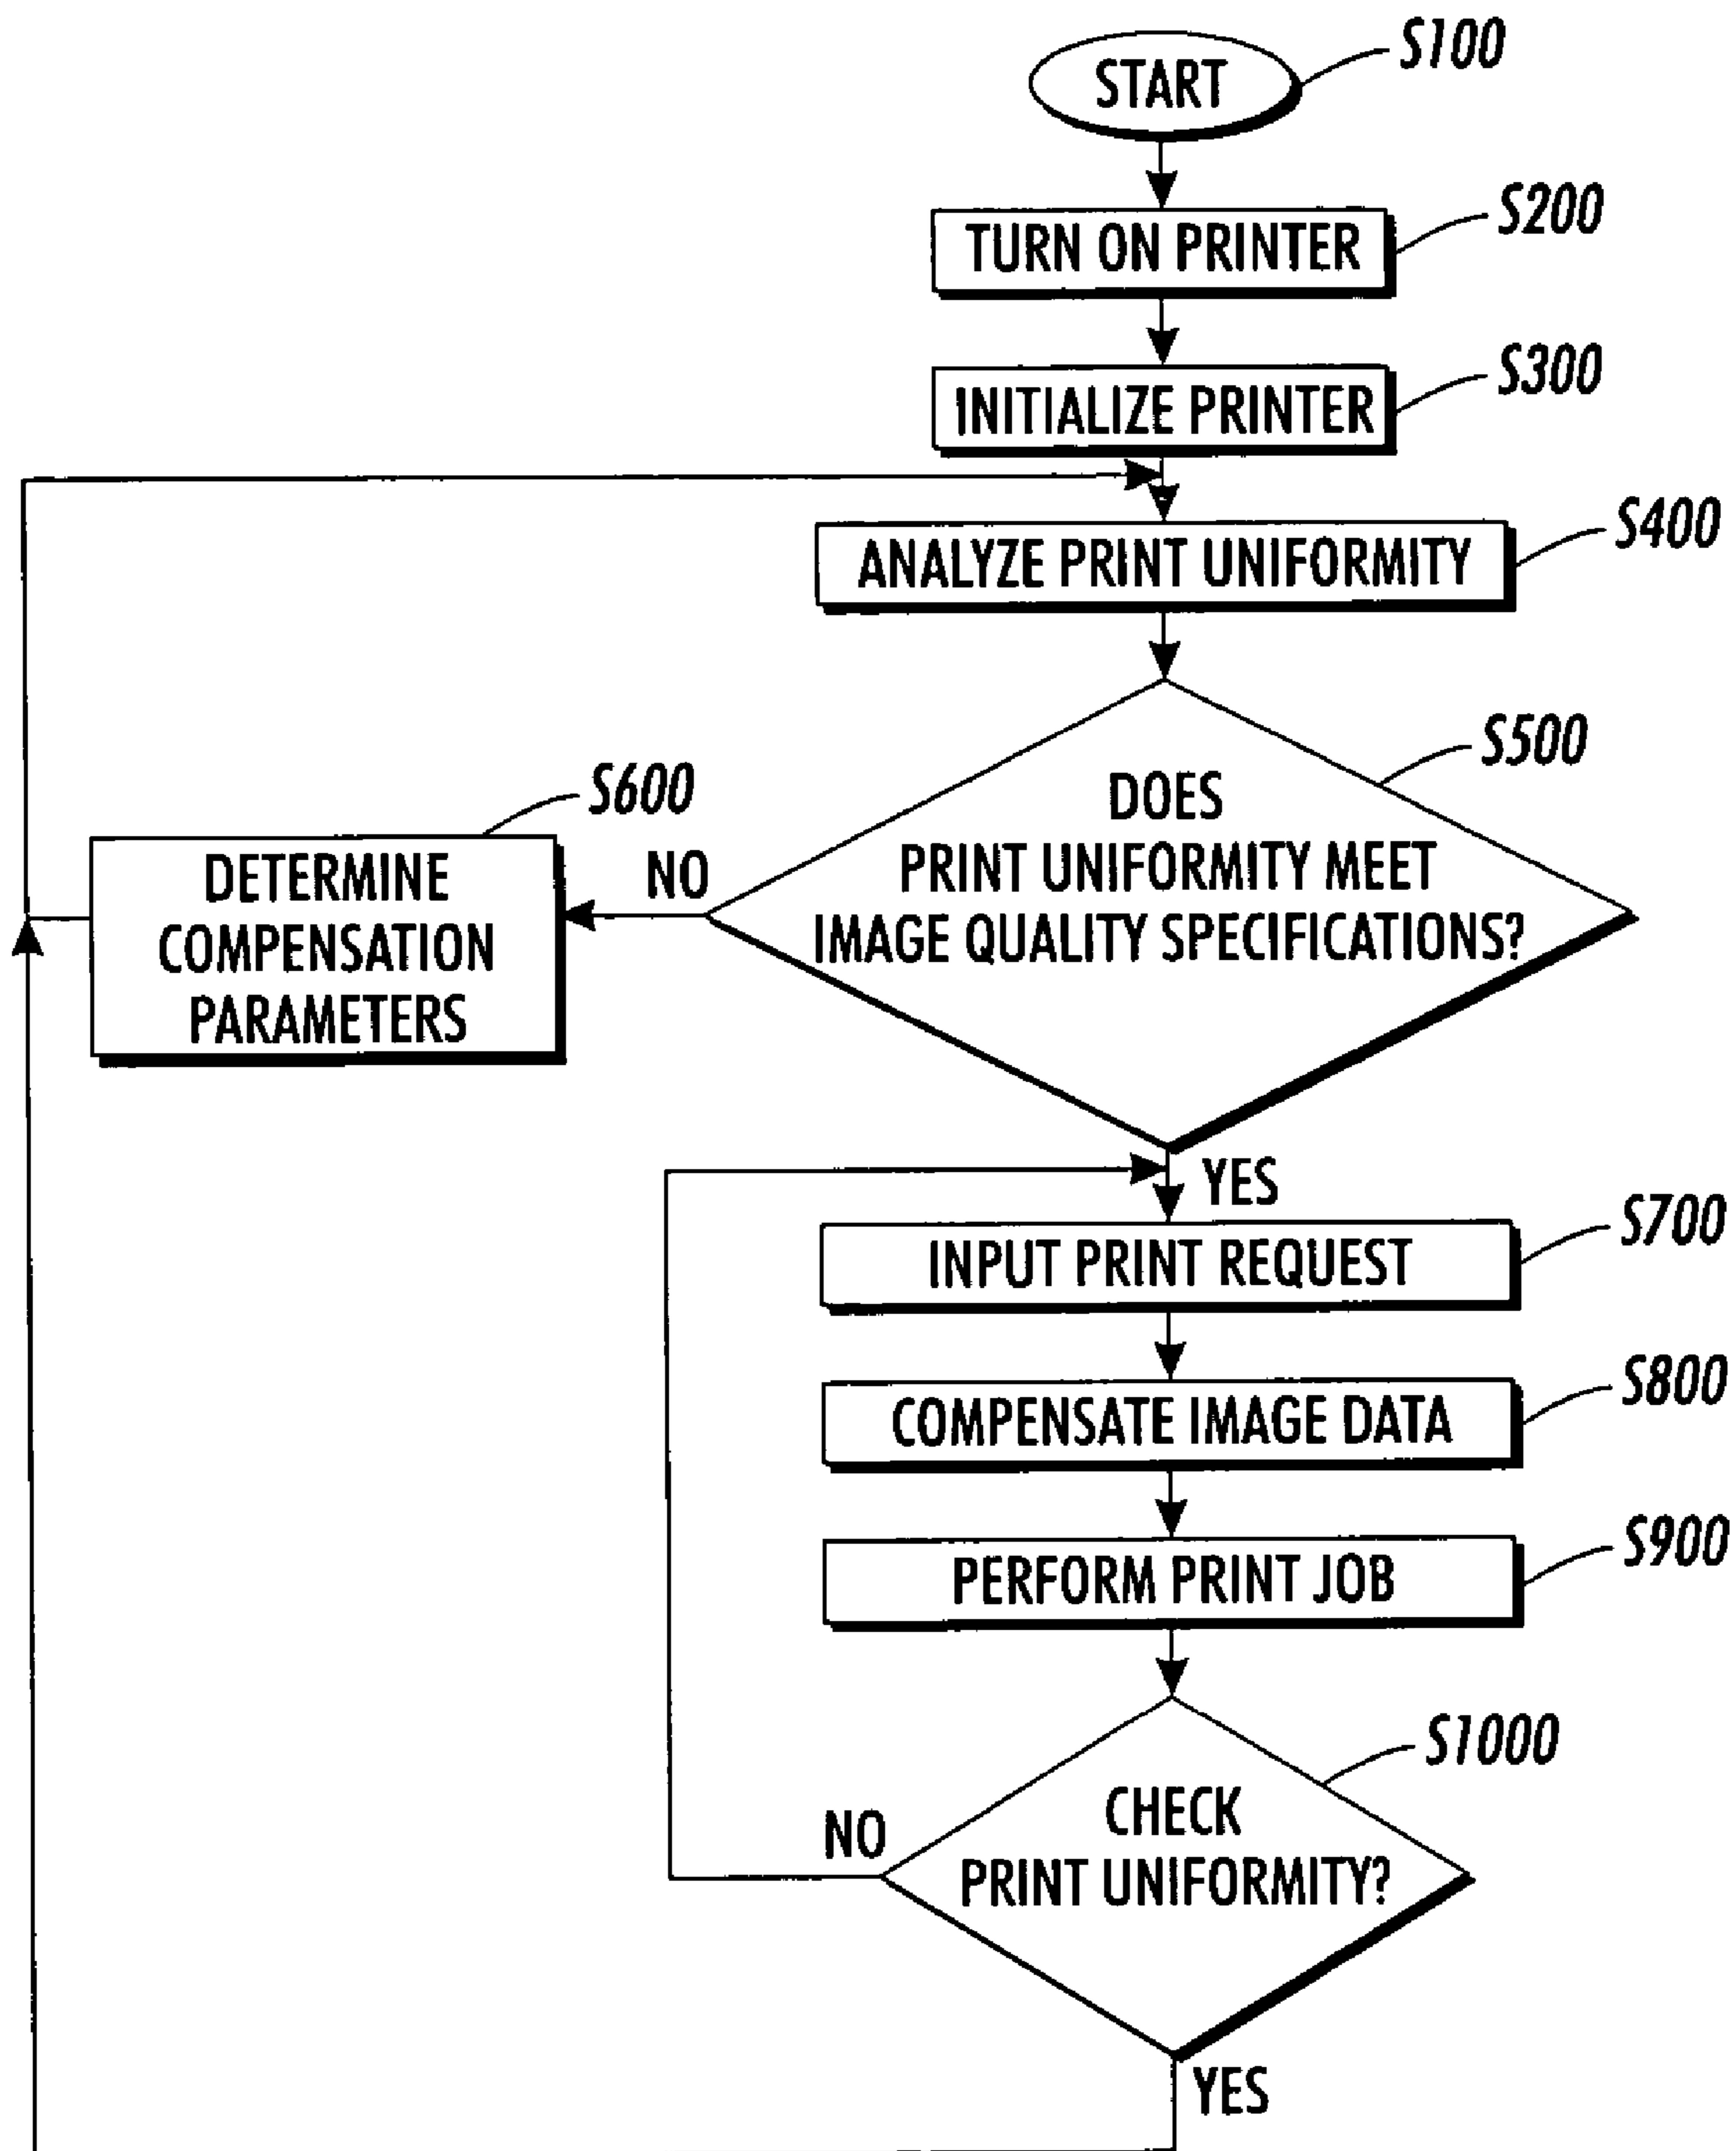 START
S100
TURN ON PRINTER
S200
INITIALIZE PRINTER
S300
ANALYZE PRINT UNIFORMITY
S400
DOES
PRINT UNIFORMITY MEET
IMAGE QUALITY SPECIFICATIONS?
S500
NO
S600
DETERMINE
COMPENSATION
PARAMETERS
YES
INPUT PRINT REQUEST
S700
COMPENSATE IMAGE DATA
S800
PERFORM PRINT JOB
S900
CHECK
PRINT UNIFORMITY?
S1000
NO
YES